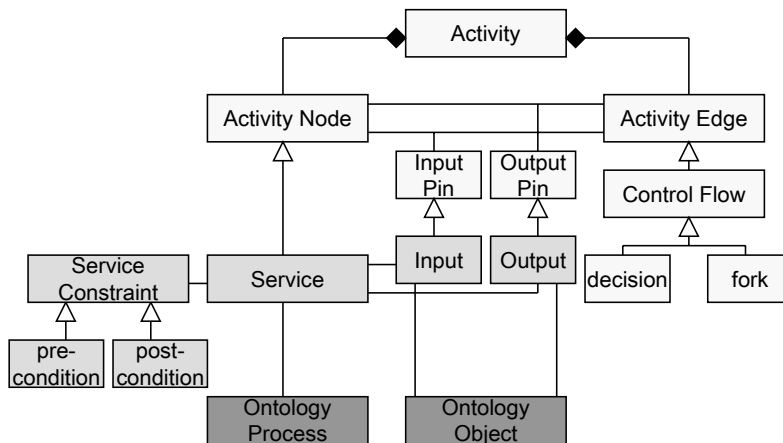 Activity
Activity Node
Activity Edge
Input
Pin
Output
Pin
Control Flow
Service
Constraint
Service
Input
Output
decision
fork
pre-
condition
post-
condition
Ontology
Process
Ontology
Object